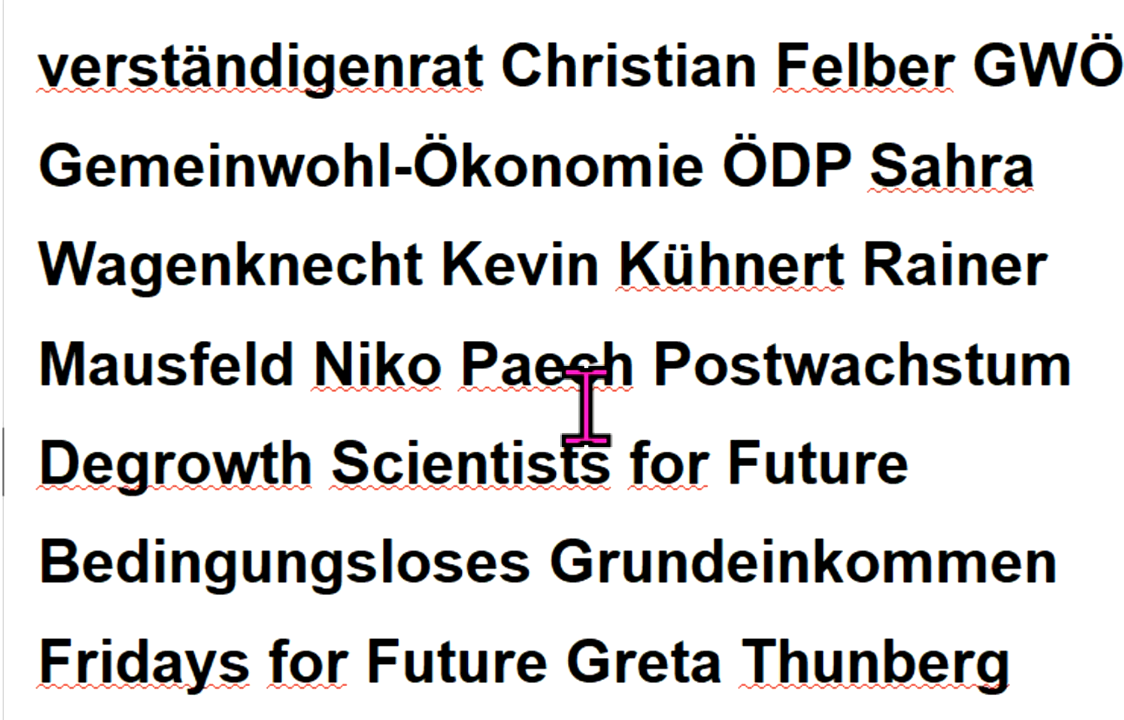 verständigenrat Christian Felber GWÖ
Gemeinwohl-Ökonomie ÖDP Sahra
Wagenknecht Kevin Kühnert Rainer
Mausfeld Niko Paech Postwachstum
Degrowth Scientists for Future
Bedingungsloses Grundeinkommen
Fridays for Future Greta Thunberg